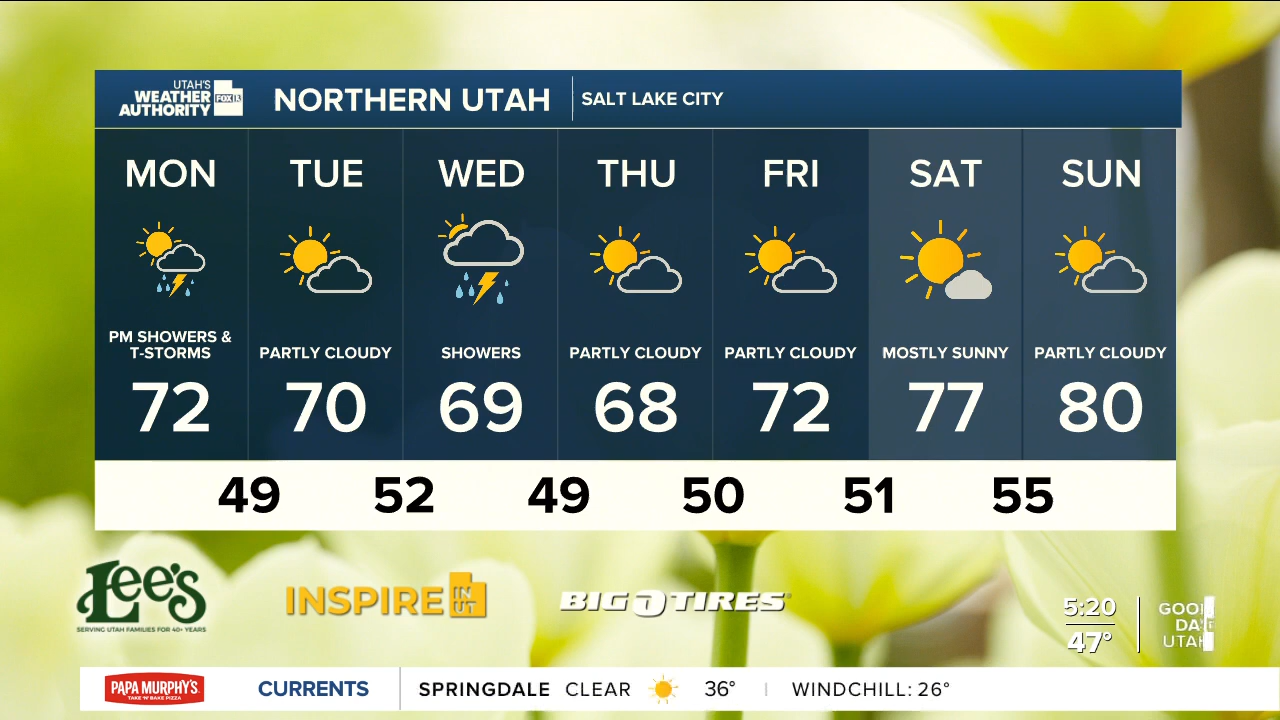 UTAH'S
WEATHER
AUTHORITY
FOX 13
NORTHERN UTAH
SALT LAKE CITY
MON TUE WED THU FRI SAT SUN
PM SHOWERS &
T-STORMS PARTLY CLOUDY SHOWERS PARTLY CLOUDY PARTLY CLOUDY MOSTLY SUNNY PARTLY CLOUDY
72 70 69 68 72 77 80
49 52 49 50 51 55
Lee's
SERVING UTAH FAMILIES FOR 40+ YEARS
INSPIRE IN UT
BIG O TIRES
5:20
47°
GOOD
DAY
UTAH
PAPA MURPHY'S
TAKE 'N' BAKE PIZZA
CURRENTS
SPRINGDALE CLEAR 36° WINDCHILL: 26°